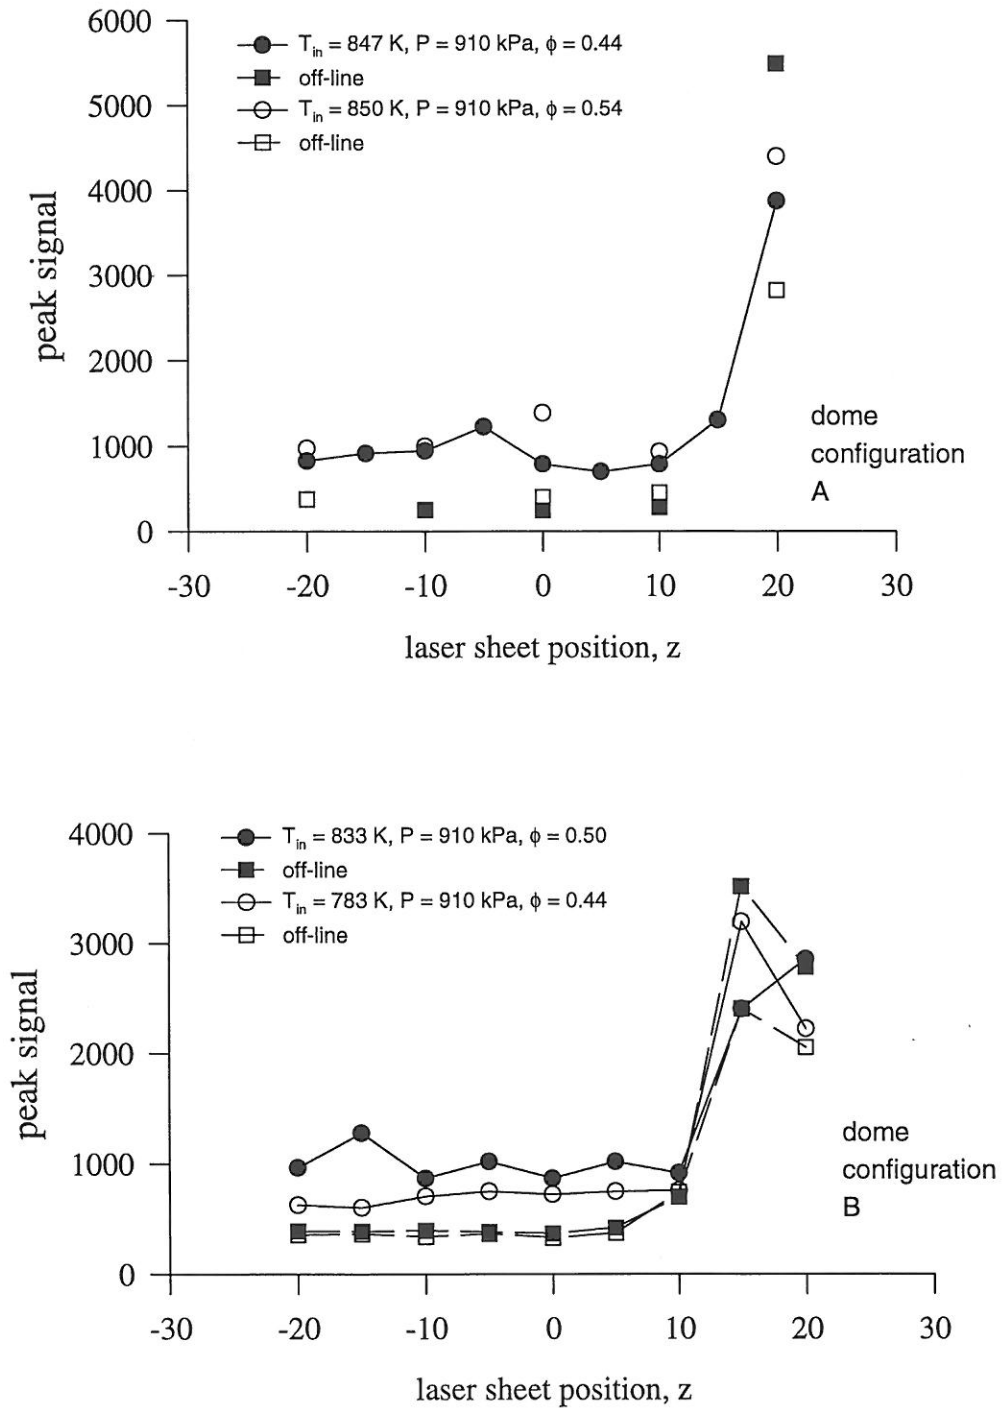 6000
5000
4000
3000
2000
1000
0
T_in = 847 K, P = 910 kPa, ϕ = 0.44
off-line
T_in = 850 K, P = 910 kPa, ϕ = 0.54
off-line
peak signal
dome
configuration
A
-30 -20 -10 0 10 20 30
laser sheet position, z
4000
3000
2000
1000
0
T_in = 833 K, P = 910 kPa, ϕ = 0.50
off-line
T_in = 783 K, P = 910 kPa, ϕ = 0.44
off-line
peak signal
dome
configuration
B
-30 -20 -10 0 10 20 30
laser sheet position, z